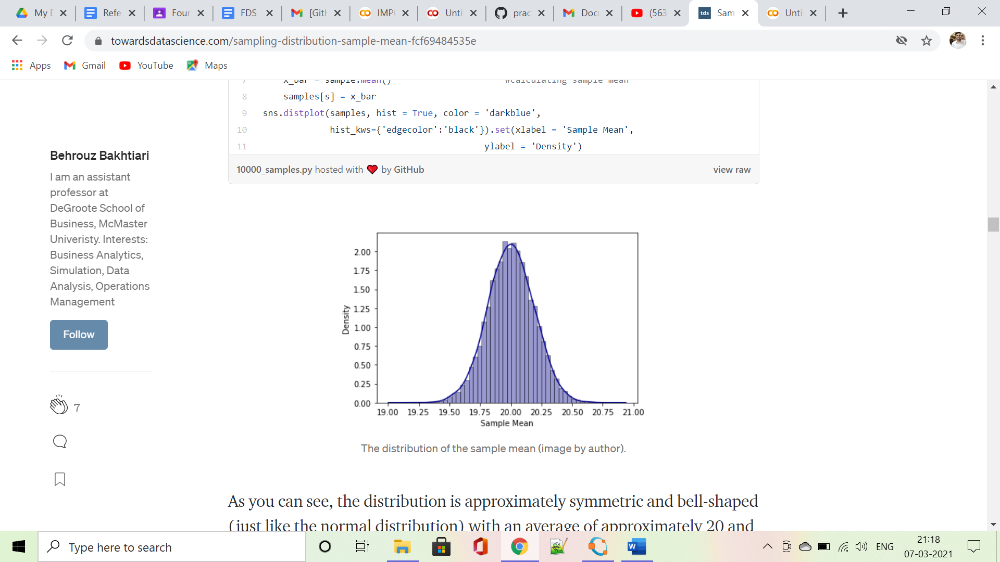 My D
Refe
Four
FDS
[GitH
IMPO
Unti
prac
Docu
(563
tds Sam
Unti
towardsdatascience.com/sampling-distribution-sample-mean-fcf69484535e
Apps Gmail YouTube Maps
7 x_bar = sample.mean() #calculating sample mean
8 samples[s] = x_bar
9 sns.distplot(samples, hist = True, color = 'darkblue',
10 hist_kws={'edgecolor':'black'}).set(xlabel = 'Sample Mean',
11 ylabel = 'Density')
10000_samples.py hosted with ❤ by GitHub view raw
Behrouz Bakhtiari
I am an assistant
professor at
DeGroote School of
Business, McMaster
Univeristy. Interests:
Business Analytics,
Simulation, Data
Analysis, Operations
Management
Follow
7
2.00
1.75
1.50
1.25
1.00
0.75
0.50
0.25
0.00
Density
19.00 19.25 19.50 19.75 20.00 20.25 20.50 20.75 21.00
Sample Mean
The distribution of the sample mean (image by author).
As you can see, the distribution is approximately symmetric and bell-shaped
(just like the normal distribution) with an average of approximately 20 and
Type here to search
W
ENG
21:18
07-03-2021